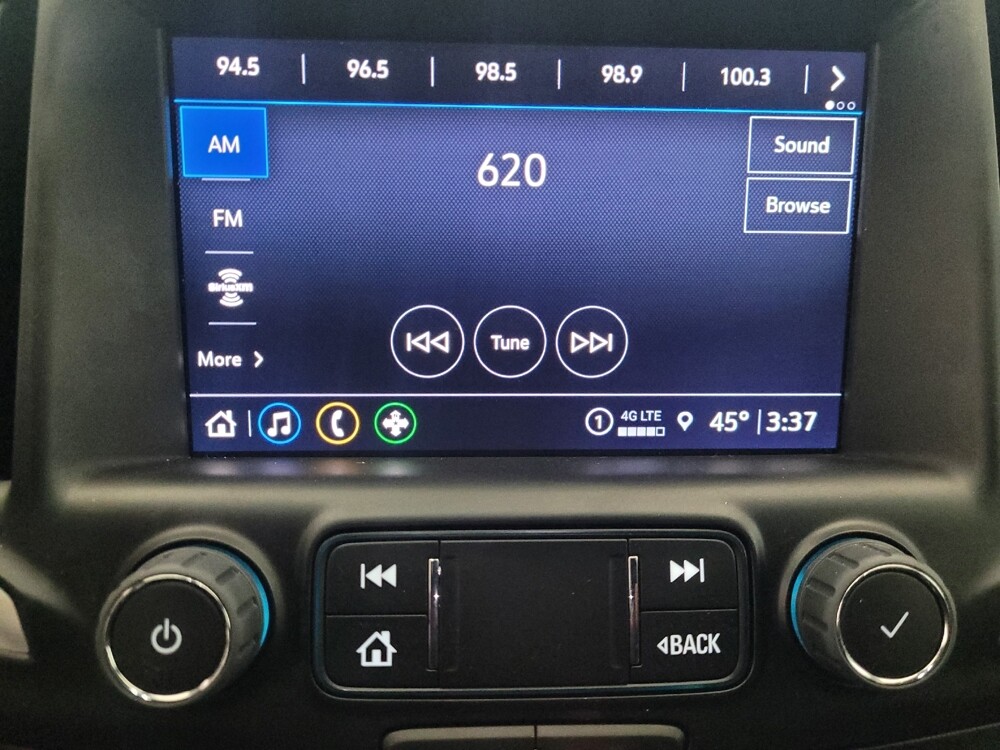 94.5 | 96.5 | 98.5 | 98.9 | 100.3
AM
620
Sound
Browse
FM
SiriusXM
More
Tune
1 4G LTE 45° | 3:37
BACK